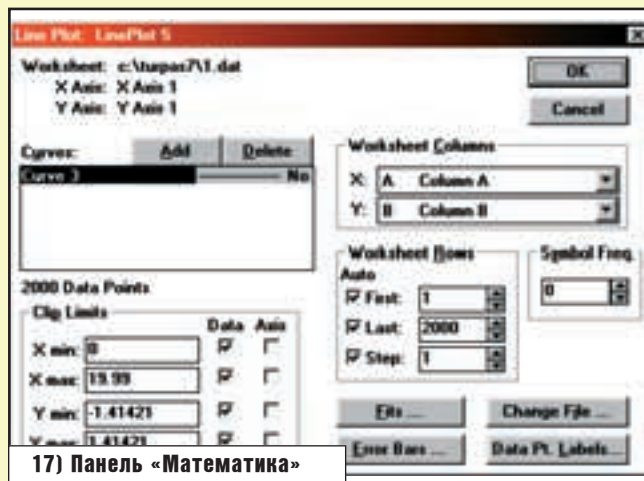 Line Plot: LinePlot 5
Worksheet: c:\turpas7\1.dat
X Axis: X Axis 1
Y Axis: Y Axis 1
OK
Cancel
Curves:
Add
Delete
Curve 3 No
Worksheet Columns
X: A Column A
Y: B Column B
2000 Data Points
Clip Limits
Data Axis
X min: 0
X max: 19.99
Y min: -1.41421
Y max: 1.41421
Worksheet Rows
Auto
First: 1
Last: 2000
Step: 1
Symbol Freq.
0
Fits ...
Change File ...
Error Bars ...
Data Pt. Labels...
17) Панель «Математика»